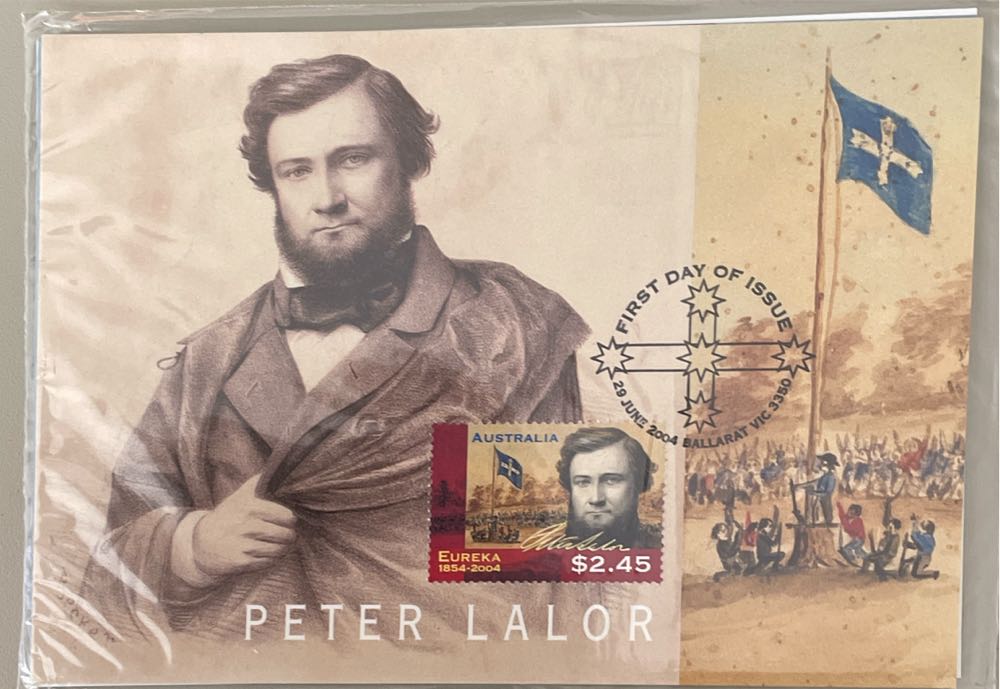 FIRST DAY OF ISSUE
29 JUNE 2004 BALLARAT VIC 3350
AUSTRALIA
EUREKA
1854-2004
$2.45
PETER LALOR